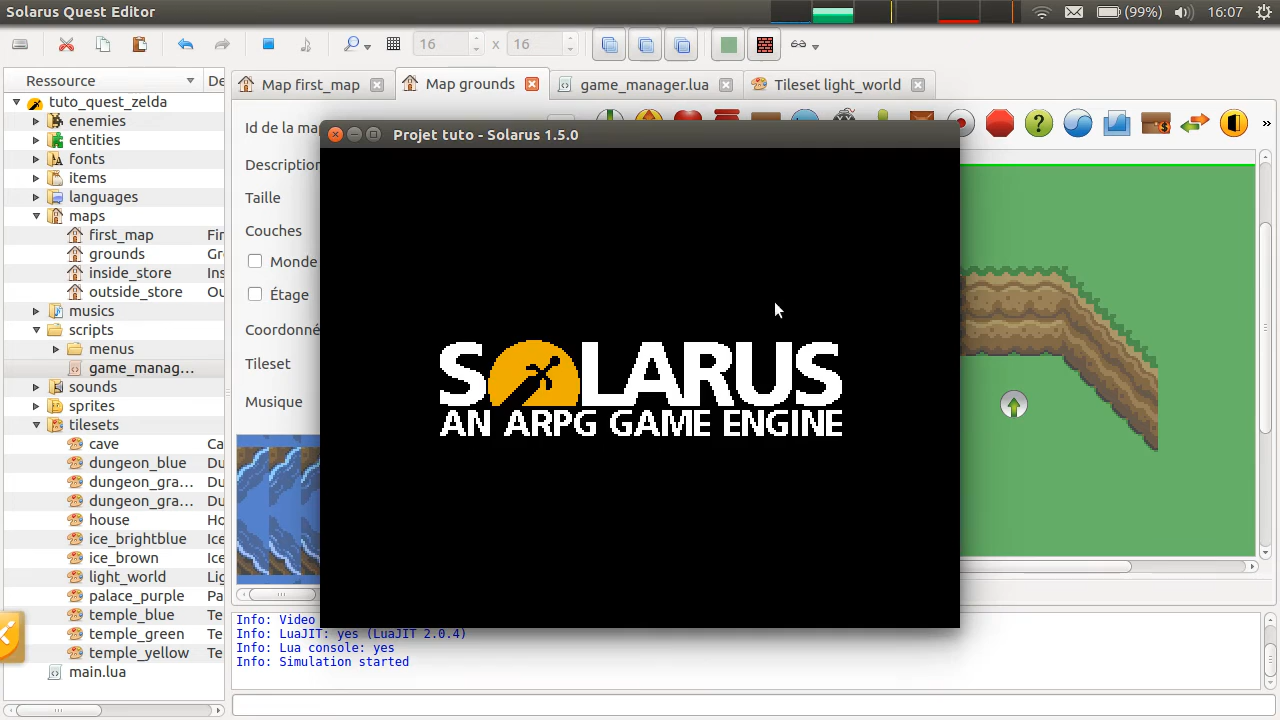 Solarus Quest Editor
(99%)
16:07
16
x
16
Ressource
De
Map first_map
Map grounds
game_manager.lua
Tileset light_world
tuto_quest_zelda
enemies
entities
fonts
items
languages
maps
first_map
Fir
grounds
Gr
inside_store
Ins
outside_store
Ou
musics
scripts
menus
game_manag...
sounds
sprites
tilesets
cave
Ca
dungeon_blue
Du
dungeon_gra...
Du
dungeon_gra...
Du
house
Ho
ice_brightblue
Ice
ice_brown
Ice
light_world
Lig
palace_purple
Pa
temple_blue
Te
temple_green
Te
temple_yellow
Te
main.lua
Id de la map
Description
Taille
Couches
Monde
Étage
Coordonné
Tileset
Musique
Projet tuto - Solarus 1.5.0
SOLARUS
AN ARPG GAME ENGINE
Info: Video
Info: LuaJIT: yes (LuaJIT 2.0.4)
Info: Lua console: yes
Info: Simulation started